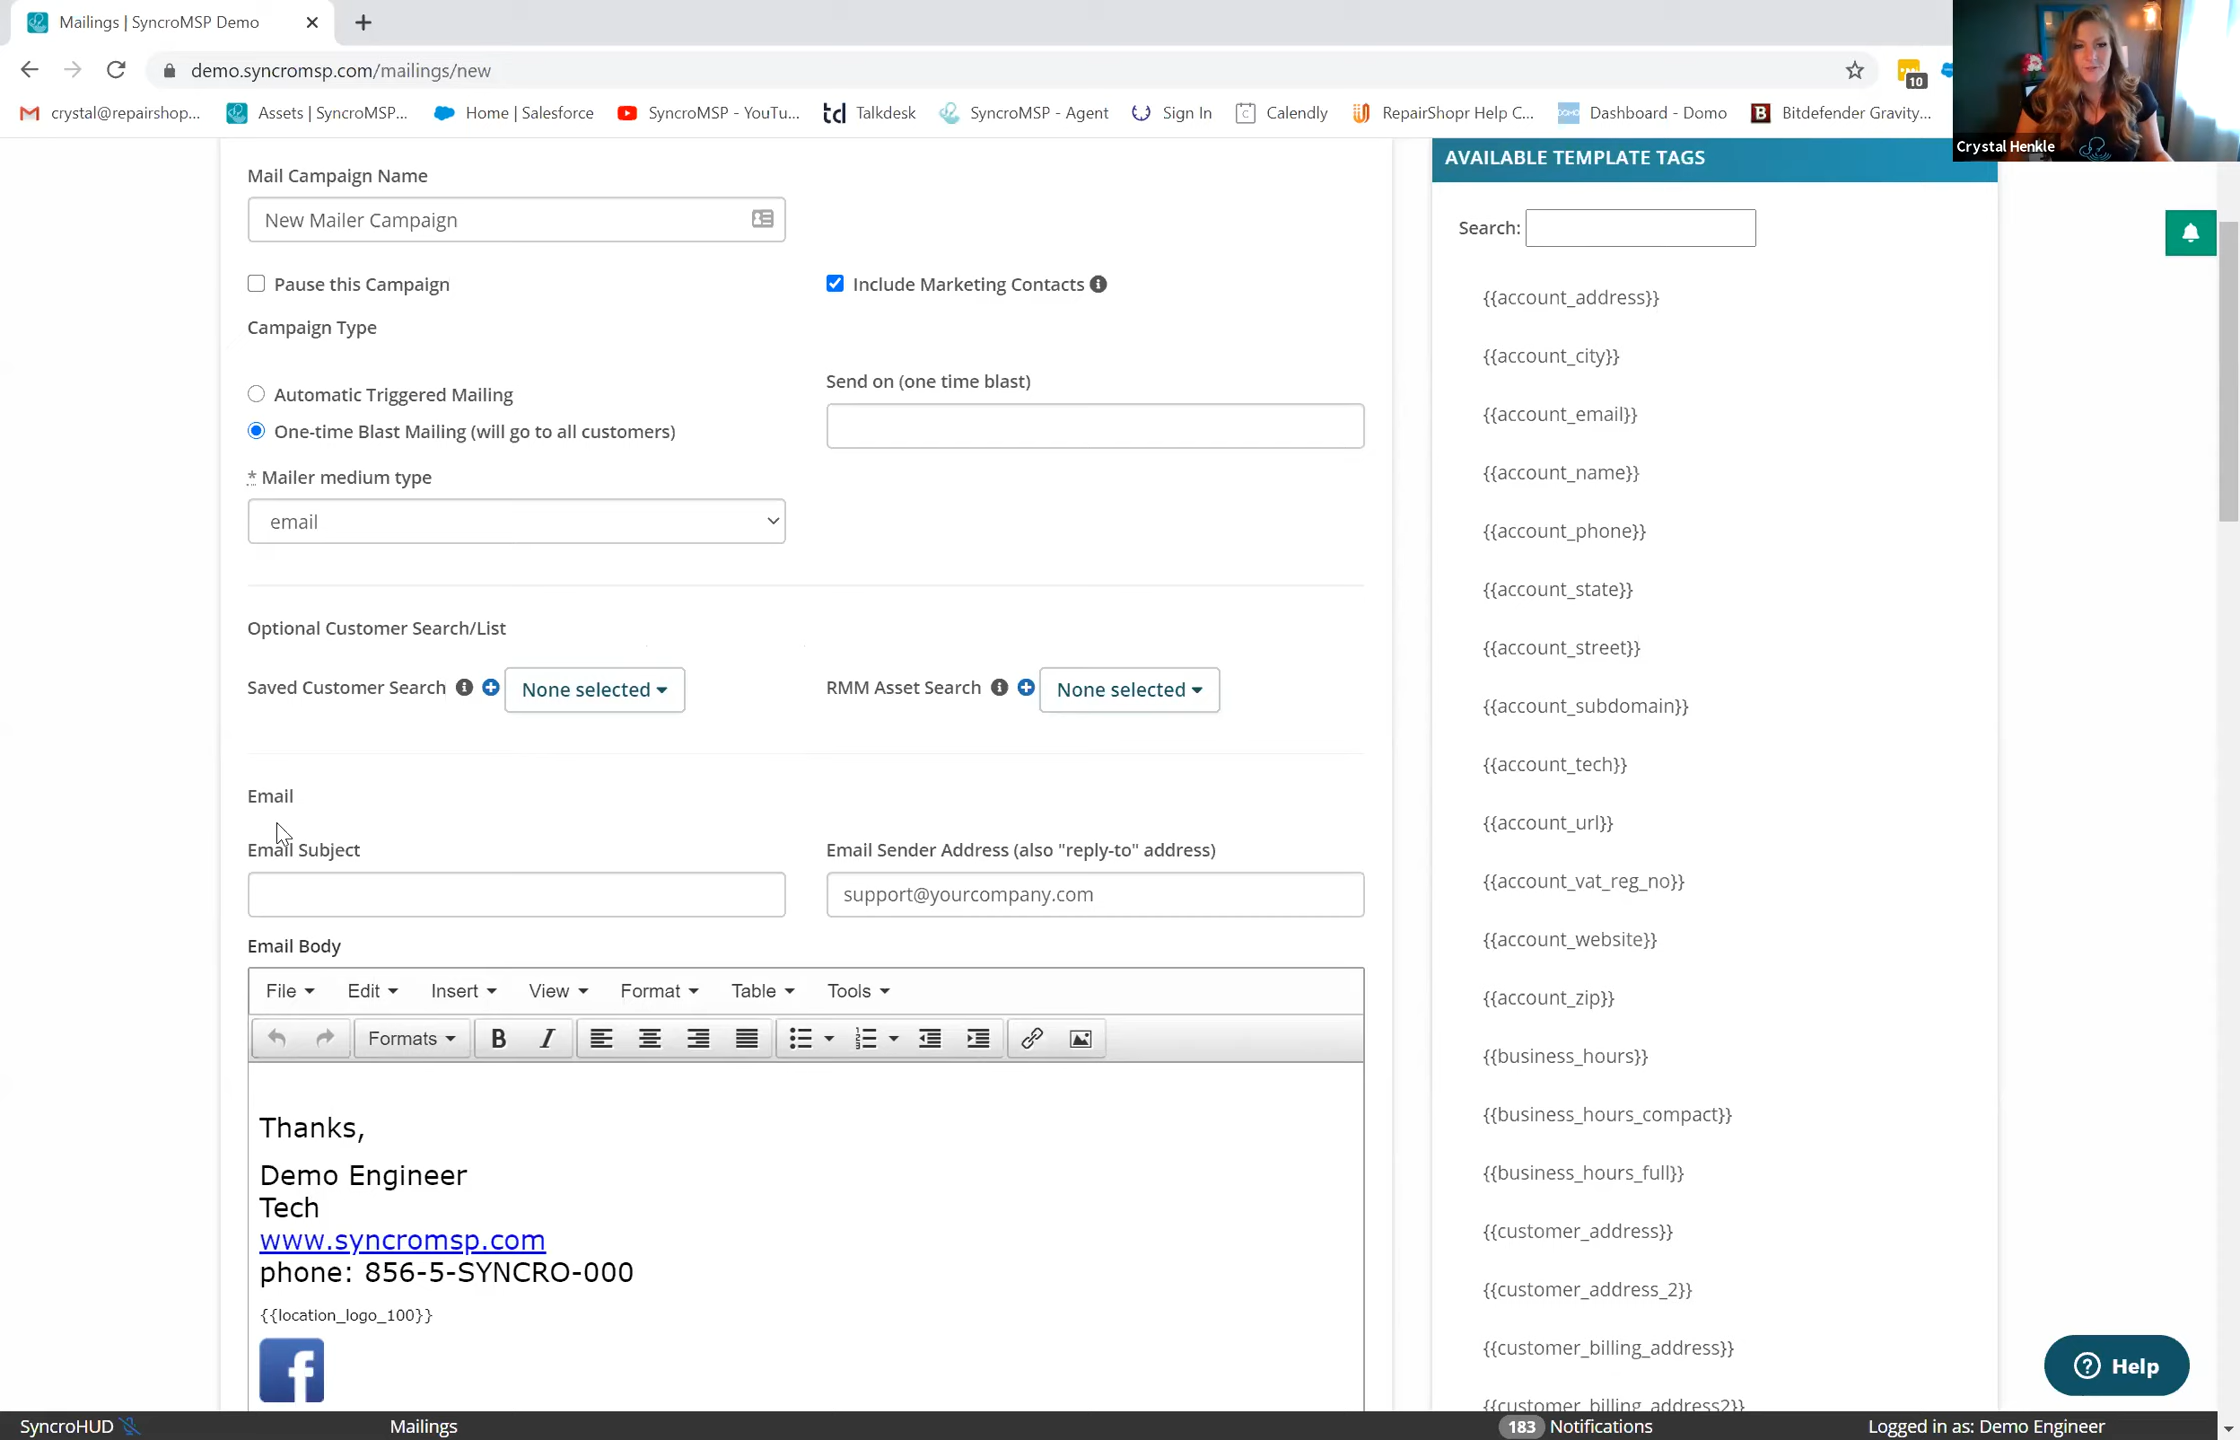 Mailings | SyncroMSP Demo
demo.syncromsp.com/mailings/new
10
crystal@repairshop...
Assets | SyncroMSP...
Home | Salesforce
SyncroMSP - YouTu...
Talkdesk
SyncroMSP - Agent
Sign In
Calendly
RepairShopr Help C...
Dashboard - Domo
Bitdefender Gravity...
Crystal Henkle
Mail Campaign Name
New Mailer Campaign
Pause this Campaign
Include Marketing Contacts
Campaign Type
Automatic Triggered Mailing
One-time Blast Mailing (will go to all customers)
Send on (one time blast)
* Mailer medium type
email
Optional Customer Search/List
Saved Customer Search
None selected
RMM Asset Search
None selected
Email
Email Subject
Email Sender Address (also "reply-to" address)
support@yourcompany.com
Email Body
File Edit Insert View Format Table Tools
Formats B I
Thanks,
Demo Engineer
Tech
www.syncromsp.com
phone: 856-5-SYNCRO-000
{{location_logo_100}}
AVAILABLE TEMPLATE TAGS
Search:
{{account_address}}
{{account_city}}
{{account_email}}
{{account_name}}
{{account_phone}}
{{account_state}}
{{account_street}}
{{account_subdomain}}
{{account_tech}}
{{account_url}}
{{account_vat_reg_no}}
{{account_website}}
{{account_zip}}
{{business_hours}}
{{business_hours_compact}}
{{business_hours_full}}
{{customer_address}}
{{customer_address_2}}
{{customer_billing_address}}
{{customer_billing_address2}}
Help
SyncroHUD
Mailings
183 Notifications
Logged in as: Demo Engineer